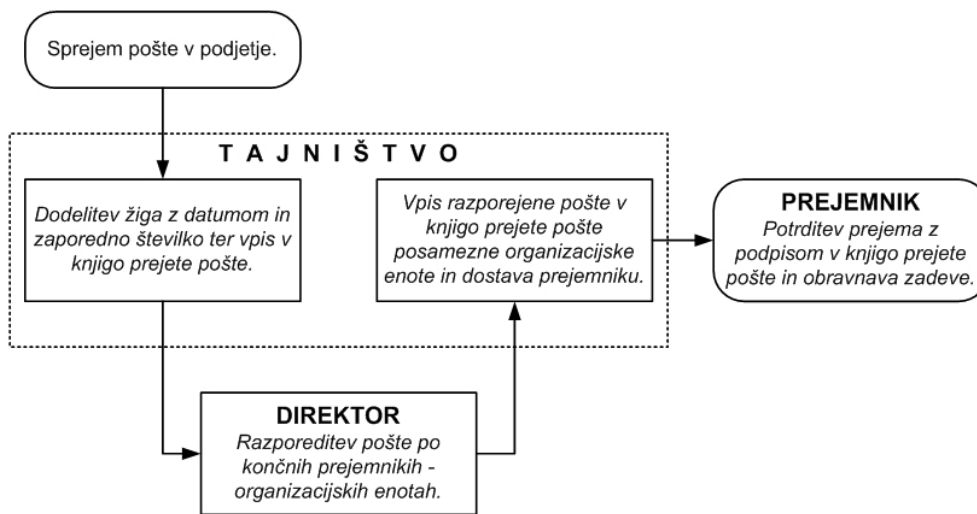 Sprejem pošte v podjetje.
T A J N I Š T V O
Dodelitev žiga z datumom in
zaporedno številko ter vpis v
knjigo prejete pošte.
Vpis razporejene pošte v
knjigo prejete pošte
posamezne organizacijske
enote in dostava prejemniku.
PREJEMNIK
Potrditev prejema z
podpisom v knjigo prejete
pošte in obravnava zadeve.
DIREKTOR
Razporeditev pošte po
končnih prejemnikih -
organizacijskih enotah.